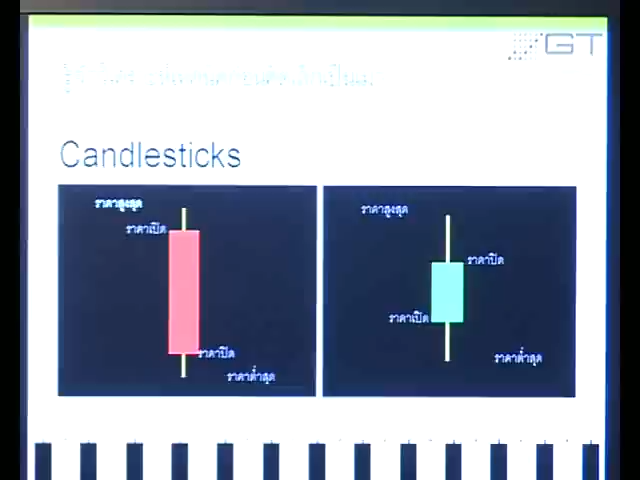 GT
Candlesticks
ราคาสูงสุด
ราคาเปิด
ราคาปิด
ราคาต่ำสุด
ราคาสูงสุด
ราคาปิด
ราคาเปิด
ราคาต่ำสุด